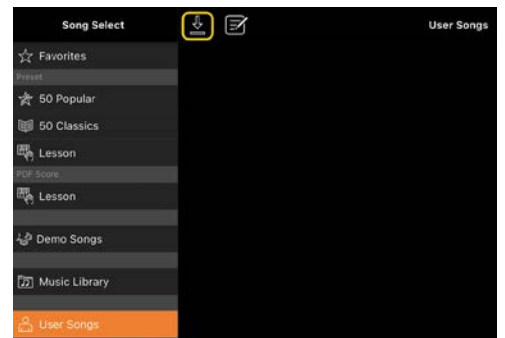 Song Select
User Songs
Favorites
Preset
50 Popular
50 Classics
Lesson
PDF Score
Lesson
Demo Songs
Music Library
User Songs